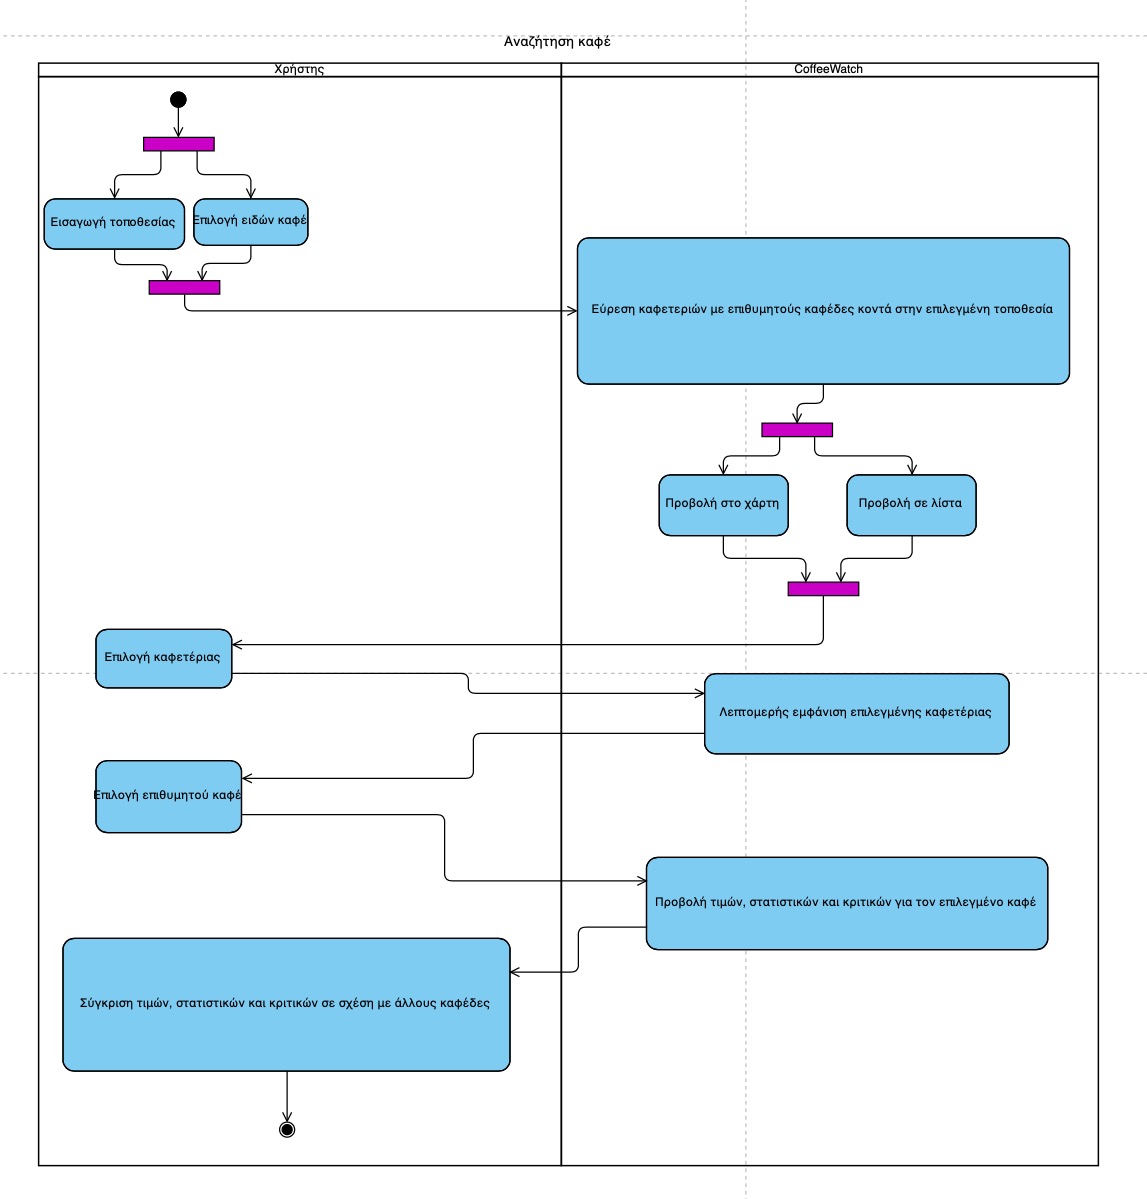 Αναζήτηση καφέ
Χρήστης
CoffeeWatch
Εισαγωγή τοποθεσίας
Επιλογή ειδών καφέ
Εύρεση καφετεριών με επιθυμητούς καφέδες κοντά στην επιλεγμένη τοποθεσία
Προβολή στο χάρτη
Προβολή σε λίστα
Επιλογή καφετέριας
Λεπτομερής εμφάνιση επιλεγμένης καφετέριας
Επιλογή επιθυμητού καφέ
Προβολή τιμών, στατιστικών και κριτικών για τον επιλεγμένο καφέ
Σύγκριση τιμών, στατιστικών και κριτικών σε σχέση με άλλους καφέδες